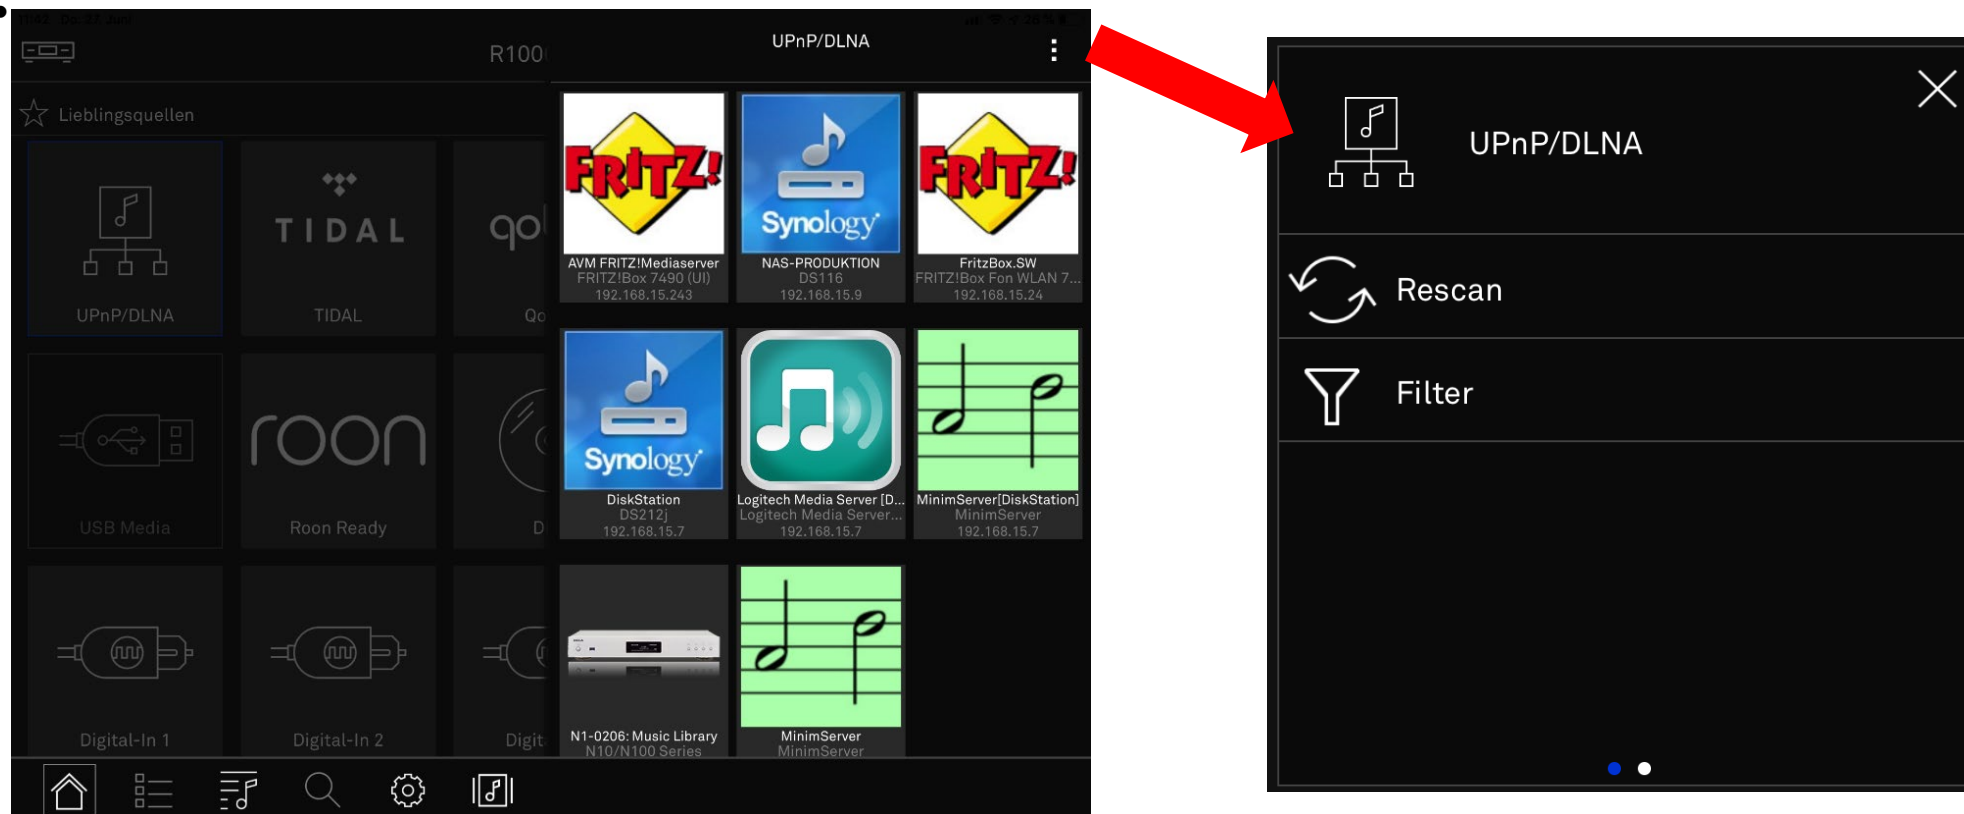 R100
UPnP/DLNA
Lieblingsquellen
UPnP/DLNA
TIDAL
TIDAL
qo
Qo
USB Media
roon
Roon Ready
D
Digital-In 1
Digital-In 2
Digit
FRITZ!
AVM FRITZ!Mediaserver
FRITZ!Box 7490 (UI)
192.168.15.243
Synology
NAS-PRODUKTION
DS116
192.168.15.9
FRITZ!
FritzBox.SW
FRITZ!Box Fon WLAN 7...
192.168.15.24
Synology
DiskStation
DS212j
192.168.15.7
Logitech Media Server [D...
Logitech Media Server...
192.168.15.7
MinimServer[DiskStation]
MinimServer
192.168.15.7
N1-0206: Music Library
N10/N100 Series
MinimServer
MinimServer
UPnP/DLNA
Rescan
Filter